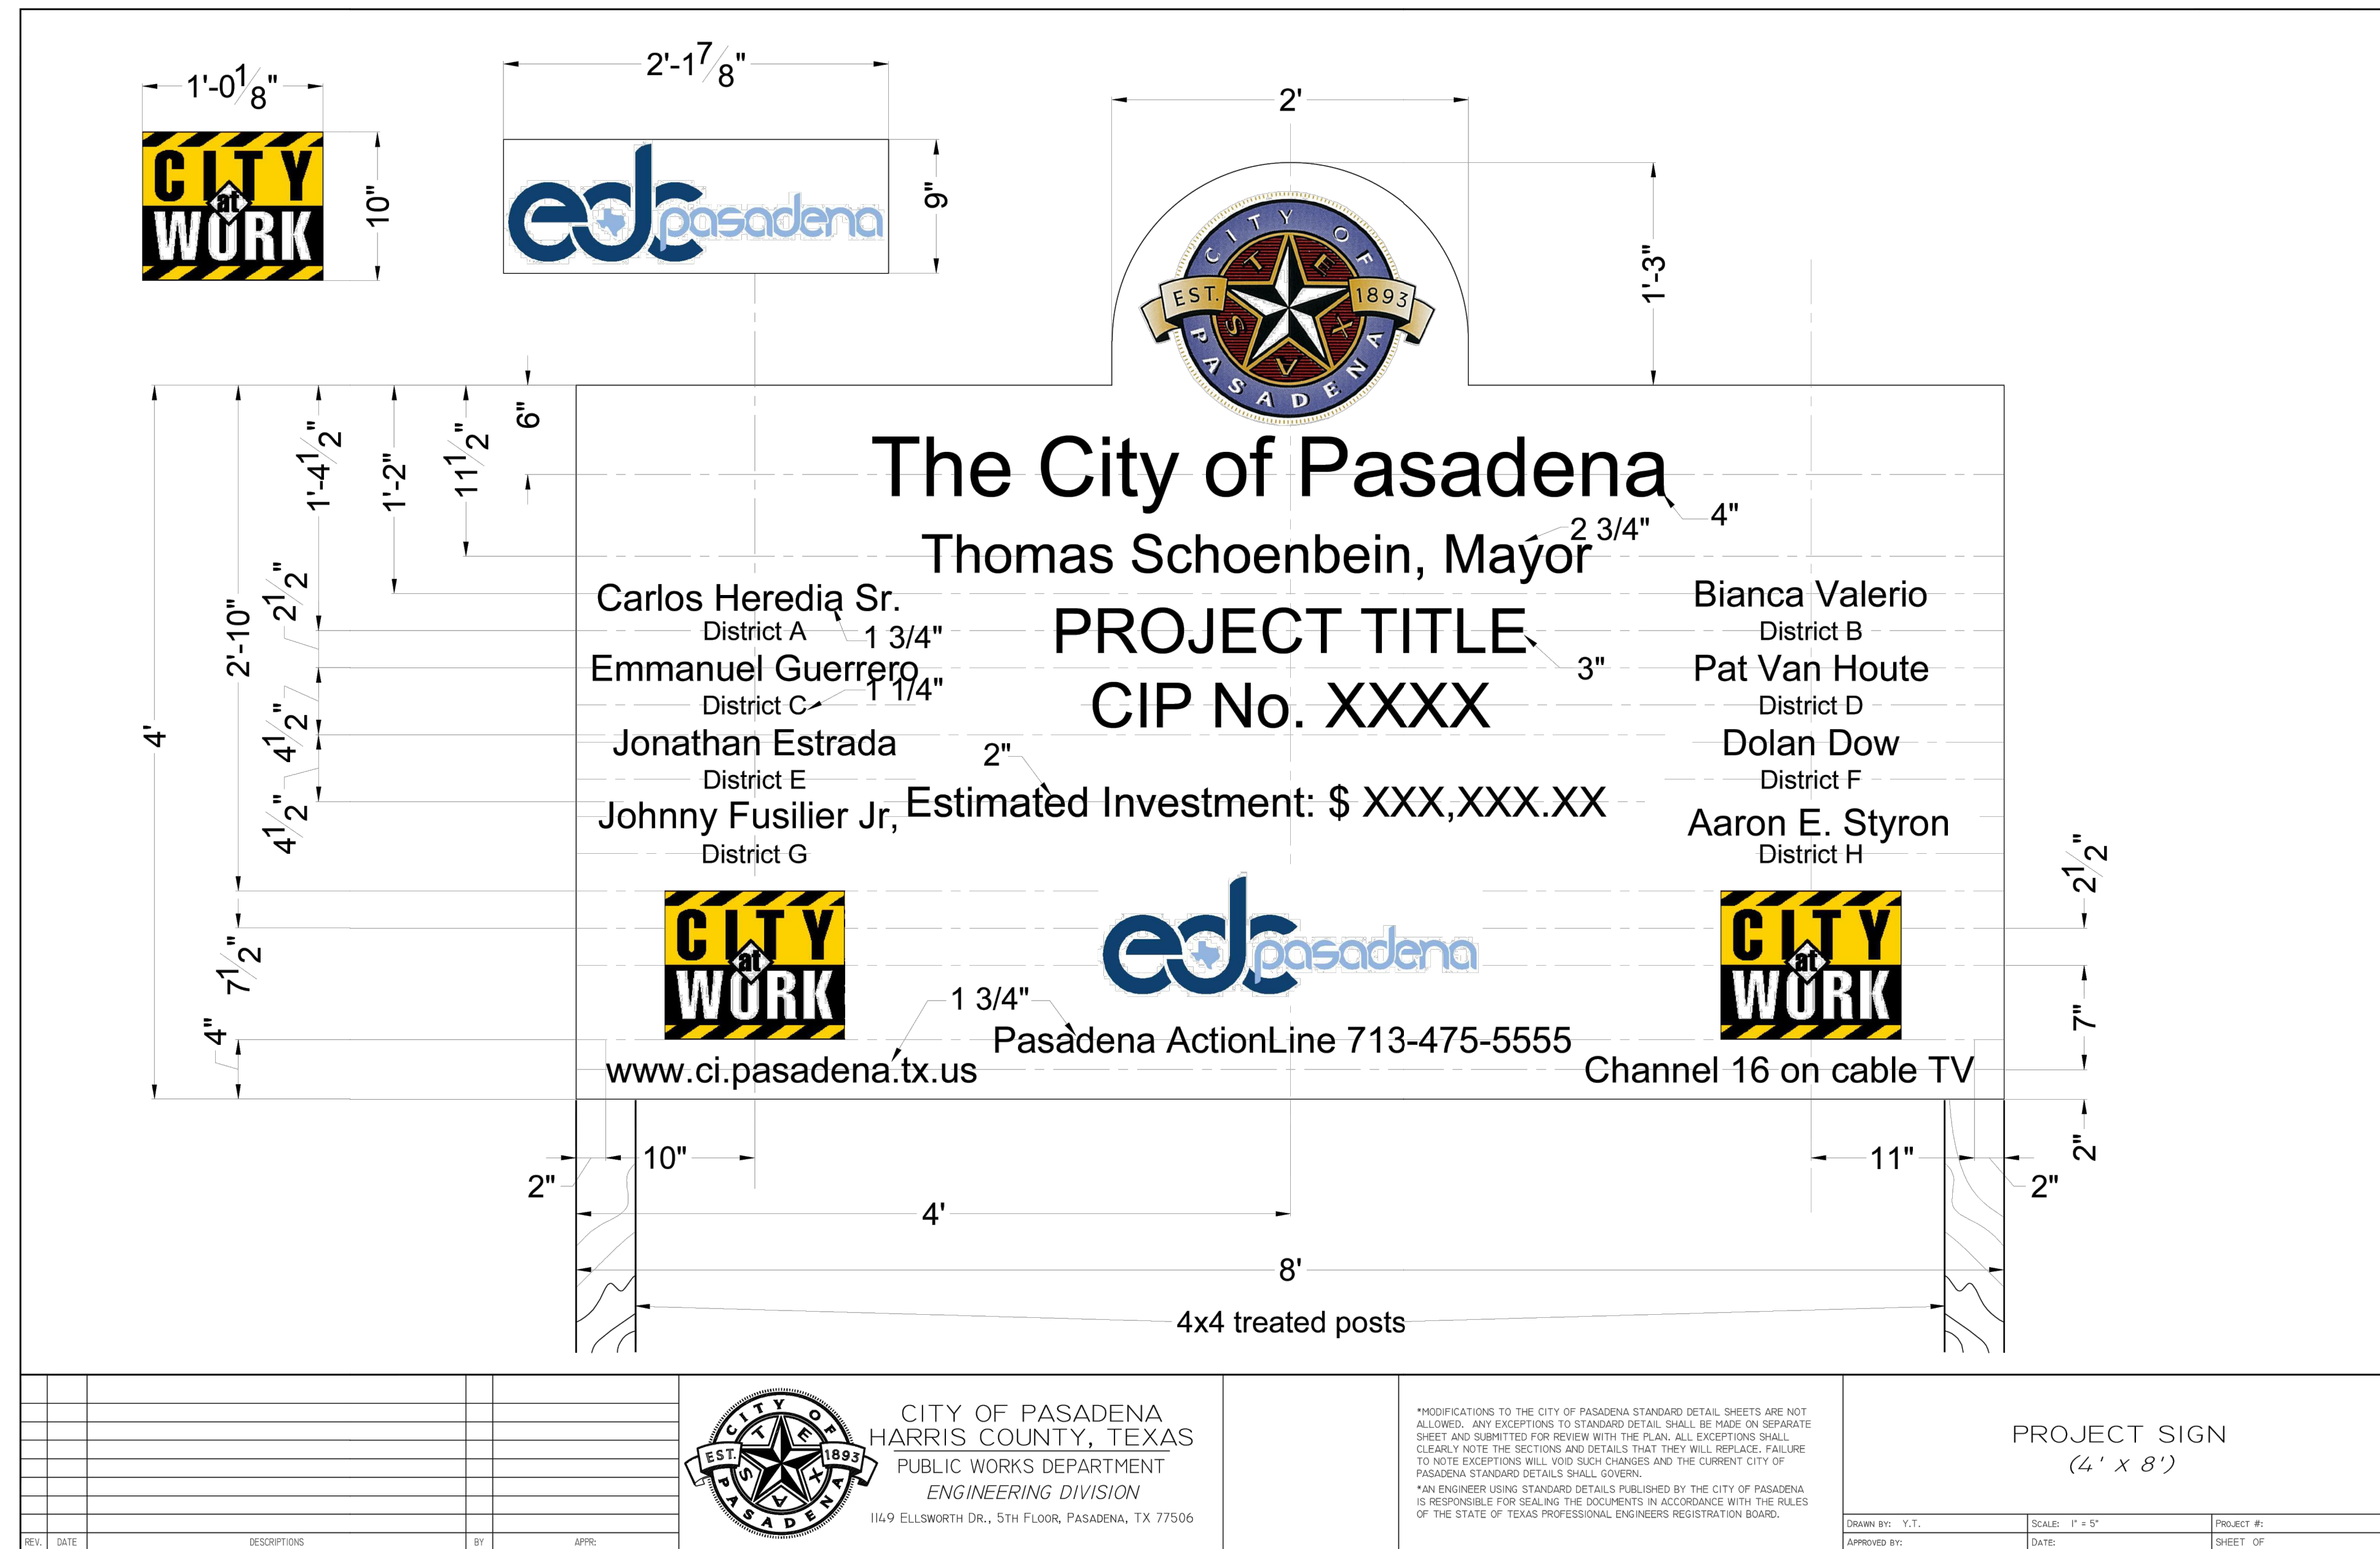 1'-0 1/8"
2'-1 7/8"
2'
CITY
at
WORK
10"
edc pasadena
9"
CITY OF PASADENA
TEXAS
EST. 1893
1'-3"
4'
2'-10"
1'-4 1/2"
1'-2"
11 1/2"
6"
2 1/2"
4 1/2"
4 1/2"
7 1/2"
4"
The City of Pasadena
4"
Thomas Schoenbein, Mayor
2 3/4"
Carlos Heredia Sr.
District A
1 3/4"
Emmanuel Guerrero
District C
1 1/4"
Jonathan Estrada
District E
Johnny Fusilier Jr,
District G
PROJECT TITLE
3"
CIP No. XXXX
2"
Estimated Investment: $ XXX,XXX.XX
Bianca Valerio
District B
Pat Van Houte
District D
Dolan Dow
District F
Aaron E. Styron
District H
2 1/2"
7"
2"
CITY
at
WORK
edc pasadena
CITY
at
WORK
1 3/4"
Pasadena ActionLine 713-475-5555
www.ci.pasadena.tx.us
Channel 16 on cable TV
2"
10"
11"
2"
4'
8'
4x4 treated posts
REV.
DATE
DESCRIPTIONS
BY
APPR:
CITY OF PASADENA
TEXAS
EST. 1893
CITY OF PASADENA
HARRIS COUNTY, TEXAS
PUBLIC WORKS DEPARTMENT
ENGINEERING DIVISION
1149 ELLSWORTH DR., 5TH FLOOR, PASADENA, TX 77506
*MODIFICATIONS TO THE CITY OF PASADENA STANDARD DETAIL SHEETS ARE NOT
ALLOWED. ANY EXCEPTIONS TO STANDARD DETAIL SHALL BE MADE ON SEPARATE
SHEET AND SUBMITTED FOR REVIEW WITH THE PLAN. ALL EXCEPTIONS SHALL
CLEARLY NOTE THE SECTIONS AND DETAILS THAT THEY WILL REPLACE. FAILURE
TO NOTE EXCEPTIONS WILL VOID SUCH CHANGES AND THE CURRENT CITY OF
PASADENA STANDARD DETAILS SHALL GOVERN.
*AN ENGINEER USING STANDARD DETAILS PUBLISHED BY THE CITY OF PASADENA
IS RESPONSIBLE FOR SEALING THE DOCUMENTS IN ACCORDANCE WITH THE RULES
OF THE STATE OF TEXAS PROFESSIONAL ENGINEERS REGISTRATION BOARD.
PROJECT SIGN
(4' X 8')
DRAWN BY: Y.T.
SCALE: 1" = 5"
PROJECT #:
APPROVED BY:
DATE:
SHEET OF